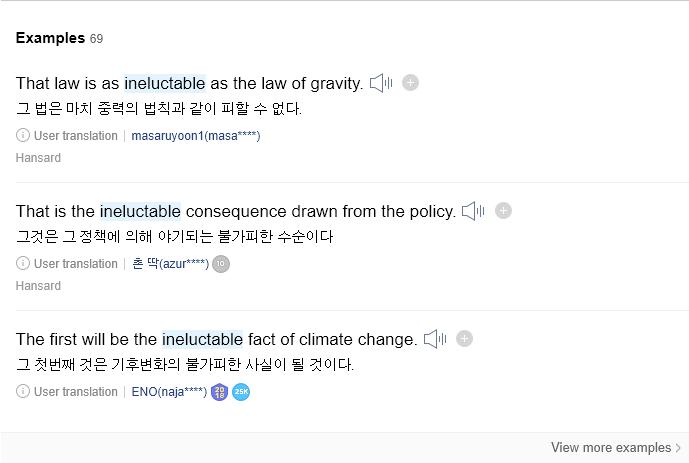 Examples 69
That law is as ineluctable as the law of gravity.
그 법은 마치 중력의 법칙과 같이 피할 수 없다.
User translation | masaruyoon1(masa****)
Hansard
That is the ineluctable consequence drawn from the policy.
그것은 그 정책에 의해 야기되는 불가피한 수순이다
User translation | 촌 딱(azur****) 10
Hansard
The first will be the ineluctable fact of climate change.
그 첫번째 것은 기후변화의 불가피한 사실이 될 것이다.
User translation | ENO(naja****) 2018 25K
View more examples >